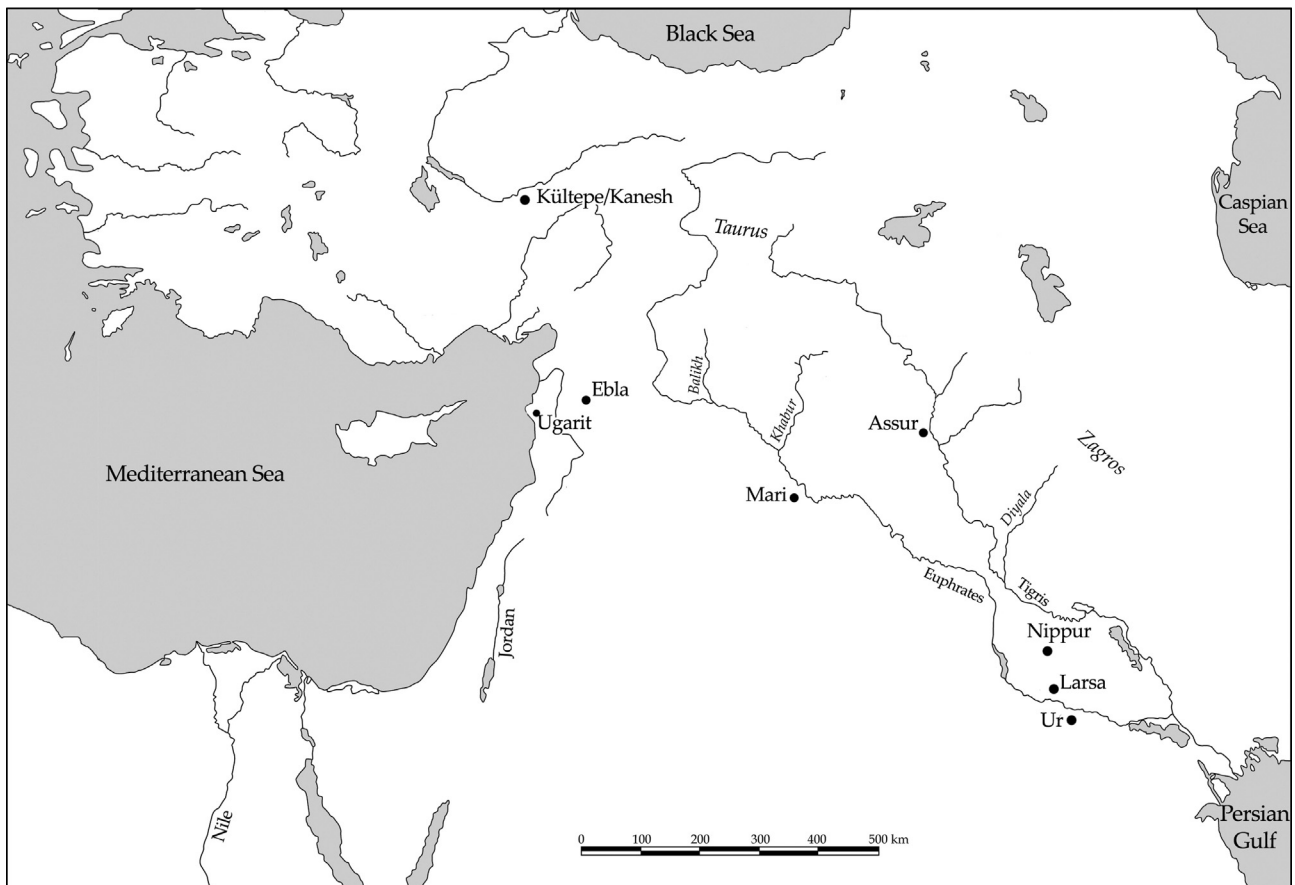 Black Sea
Kültepe/Kanesh
Caspian
Sea
Taurus
Balikh
Khabur
Ebla
Ugarit
Assur
Zagros
Mediterranean Sea
Mari
Diyala
Euphrates
Tigris
Nippur
Jordan
Larsa
Ur
Nile
Persian
Gulf
0 100 200 300 400 500 km